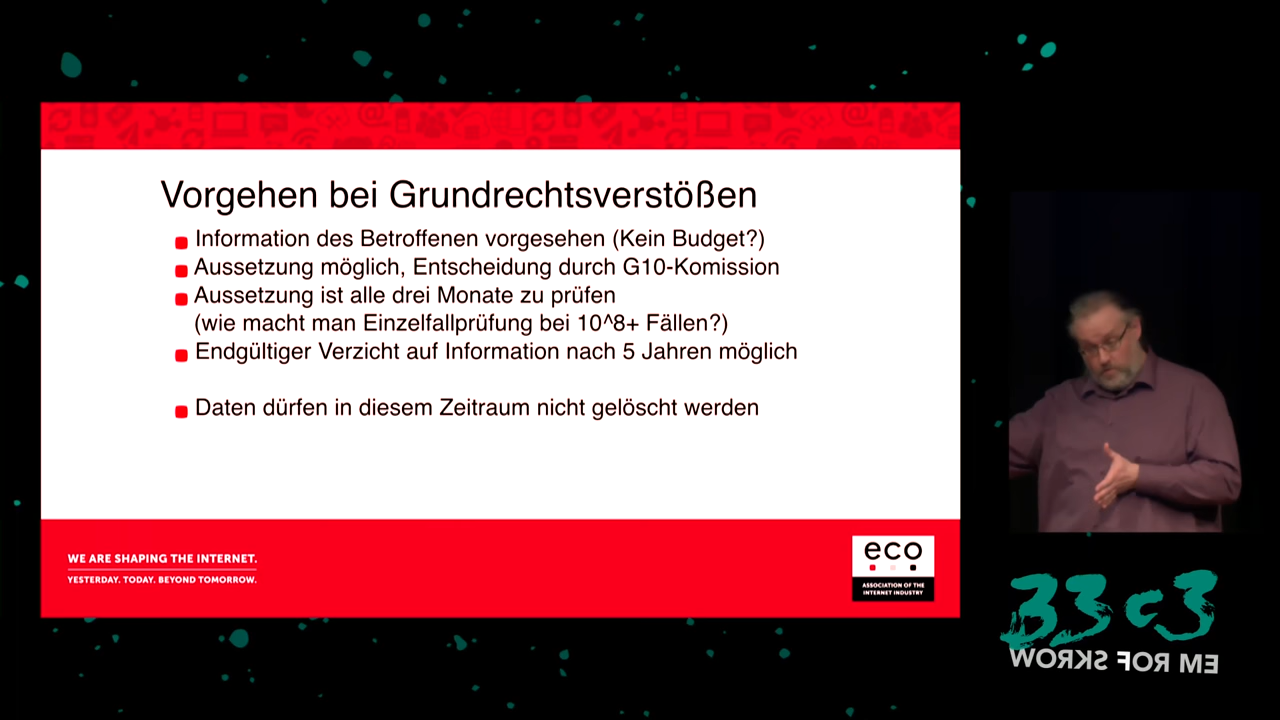 Vorgehen bei Grundrechtsverstößen
Information des Betroffenen vorgesehen (Kein Budget?)
Aussetzung möglich, Entscheidung durch G10-Komission
Aussetzung ist alle drei Monate zu prüfen
(wie macht man Einzelfallprüfung bei 10^8+ Fällen?)
Endgültiger Verzicht auf Information nach 5 Jahren möglich
Daten dürfen in diesem Zeitraum nicht gelöscht werden
WE ARE SHAPING THE INTERNET.
YESTERDAY. TODAY. BEYOND TOMORROW.
eco
ASSOCIATION OF THE
INTERNET INDUSTRY
33c3
WORKS FOR ME